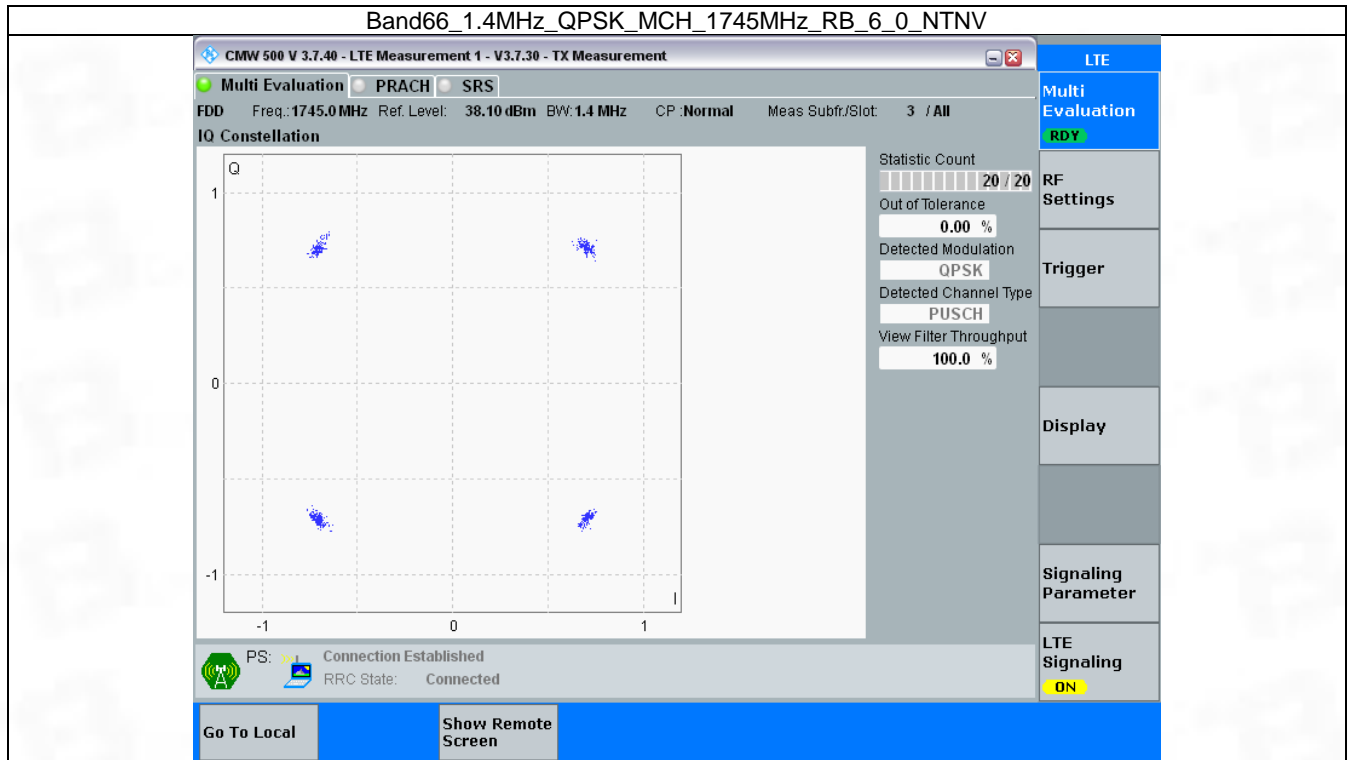 Band66_1.4MHz_QPSK_MCH_1745MHz_RB_6_0_NTNV
CMW 500 V 3.7.40 - LTE Measurement 1 - V3.7.30 - TX Measurement
LTE
Multi Evaluation PRACH SRS
FDD Freq.:1745.0 MHz Ref. Level: 38.10 dBm BW:1.4 MHz CP :Normal Meas Subfr./Slot: 3 / All
IQ Constellation
Q
1
0
-1
I
-1 0 1
Statistic Count
20 / 20
Out of Tolerance
0.00 %
Detected Modulation
QPSK
Detected Channel Type
PUSCH
View Filter Throughput
100.0 %
Multi
Evaluation
RDY
RF
Settings
Trigger
Display
Signaling
Parameter
LTE
Signaling
ON
PS: Connection Established
RRC State: Connected
Go To Local
Show Remote
Screen